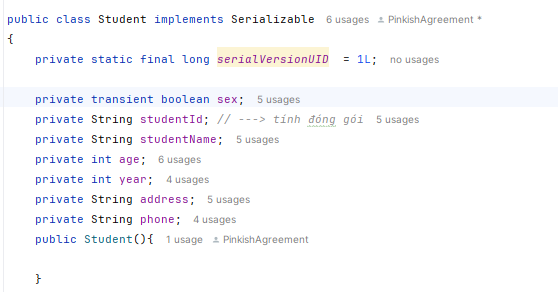 public class Student implements Serializable 6 usages PinkishAgreement *
{
private static final long serialVersionUID = 1L; no usages
private transient boolean sex; 5 usages
private String studentId; // ---> tính đóng gói 5 usages
private String studentName; 5 usages
private int age; 6 usages
private int year; 4 usages
private String address; 5 usages
private String phone; 4 usages
public Student(){ 1 usage PinkishAgreement
}